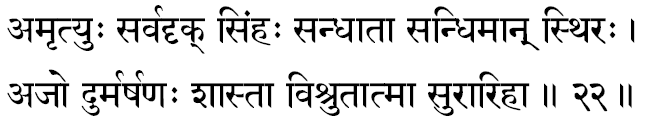 अमृत्युः सर्वदृक् सिंहः सन्धाता सन्धिमान् स्थिरः ।
अजो दुर्मर्षणः शास्ता विश्रुतात्मा सुरारिहा ॥ २२ ॥